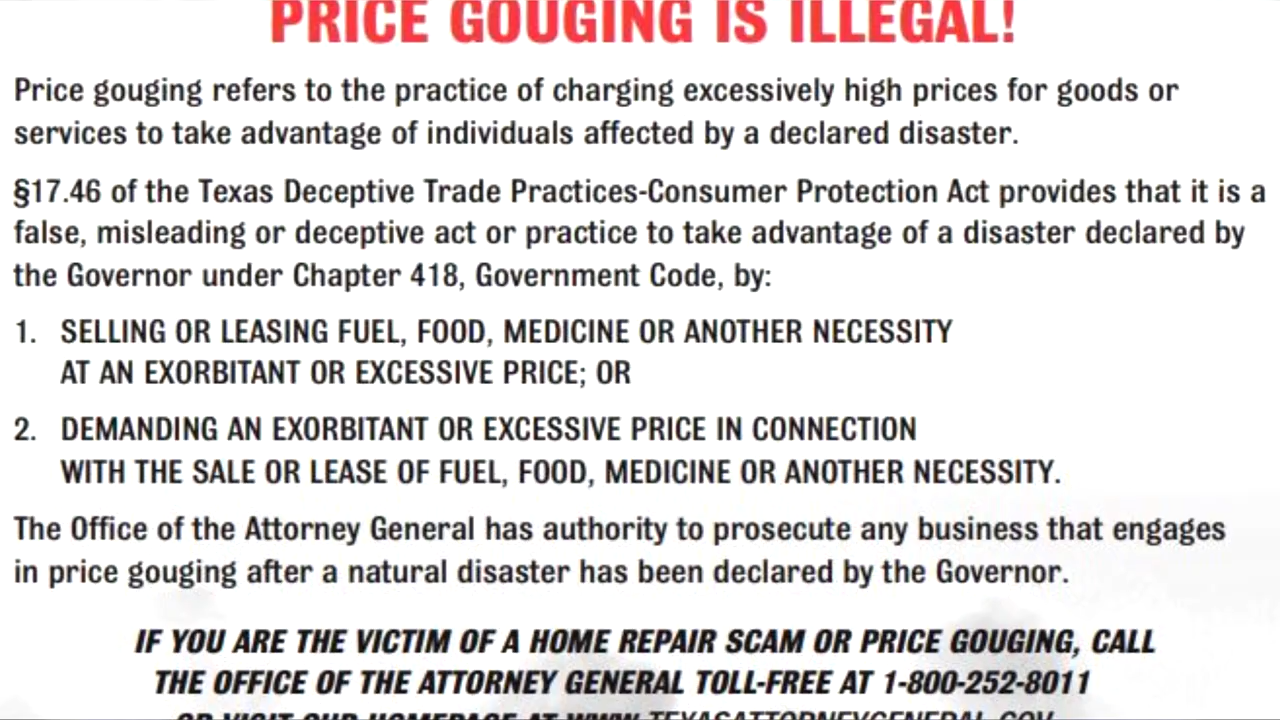 PRICE GOUGING IS ILLEGAL!
Price gouging refers to the practice of charging excessively high prices for goods or
services to take advantage of individuals affected by a declared disaster.
§17.46 of the Texas Deceptive Trade Practices-Consumer Protection Act provides that it is a
false, misleading or deceptive act or practice to take advantage of a disaster declared by
the Governor under Chapter 418, Government Code, by:
1. SELLING OR LEASING FUEL, FOOD, MEDICINE OR ANOTHER NECESSITY
AT AN EXORBITANT OR EXCESSIVE PRICE; OR
2. DEMANDING AN EXORBITANT OR EXCESSIVE PRICE IN CONNECTION
WITH THE SALE OR LEASE OF FUEL, FOOD, MEDICINE OR ANOTHER NECESSITY.
The Office of the Attorney General has authority to prosecute any business that engages
in price gouging after a natural disaster has been declared by the Governor.
IF YOU ARE THE VICTIM OF A HOME REPAIR SCAM OR PRICE GOUGING, CALL
THE OFFICE OF THE ATTORNEY GENERAL TOLL-FREE AT 1-800-252-8011
OR VISIT OUR HOMEPAGE AT WWW.TEXASATTORNEYGENERAL.GOV